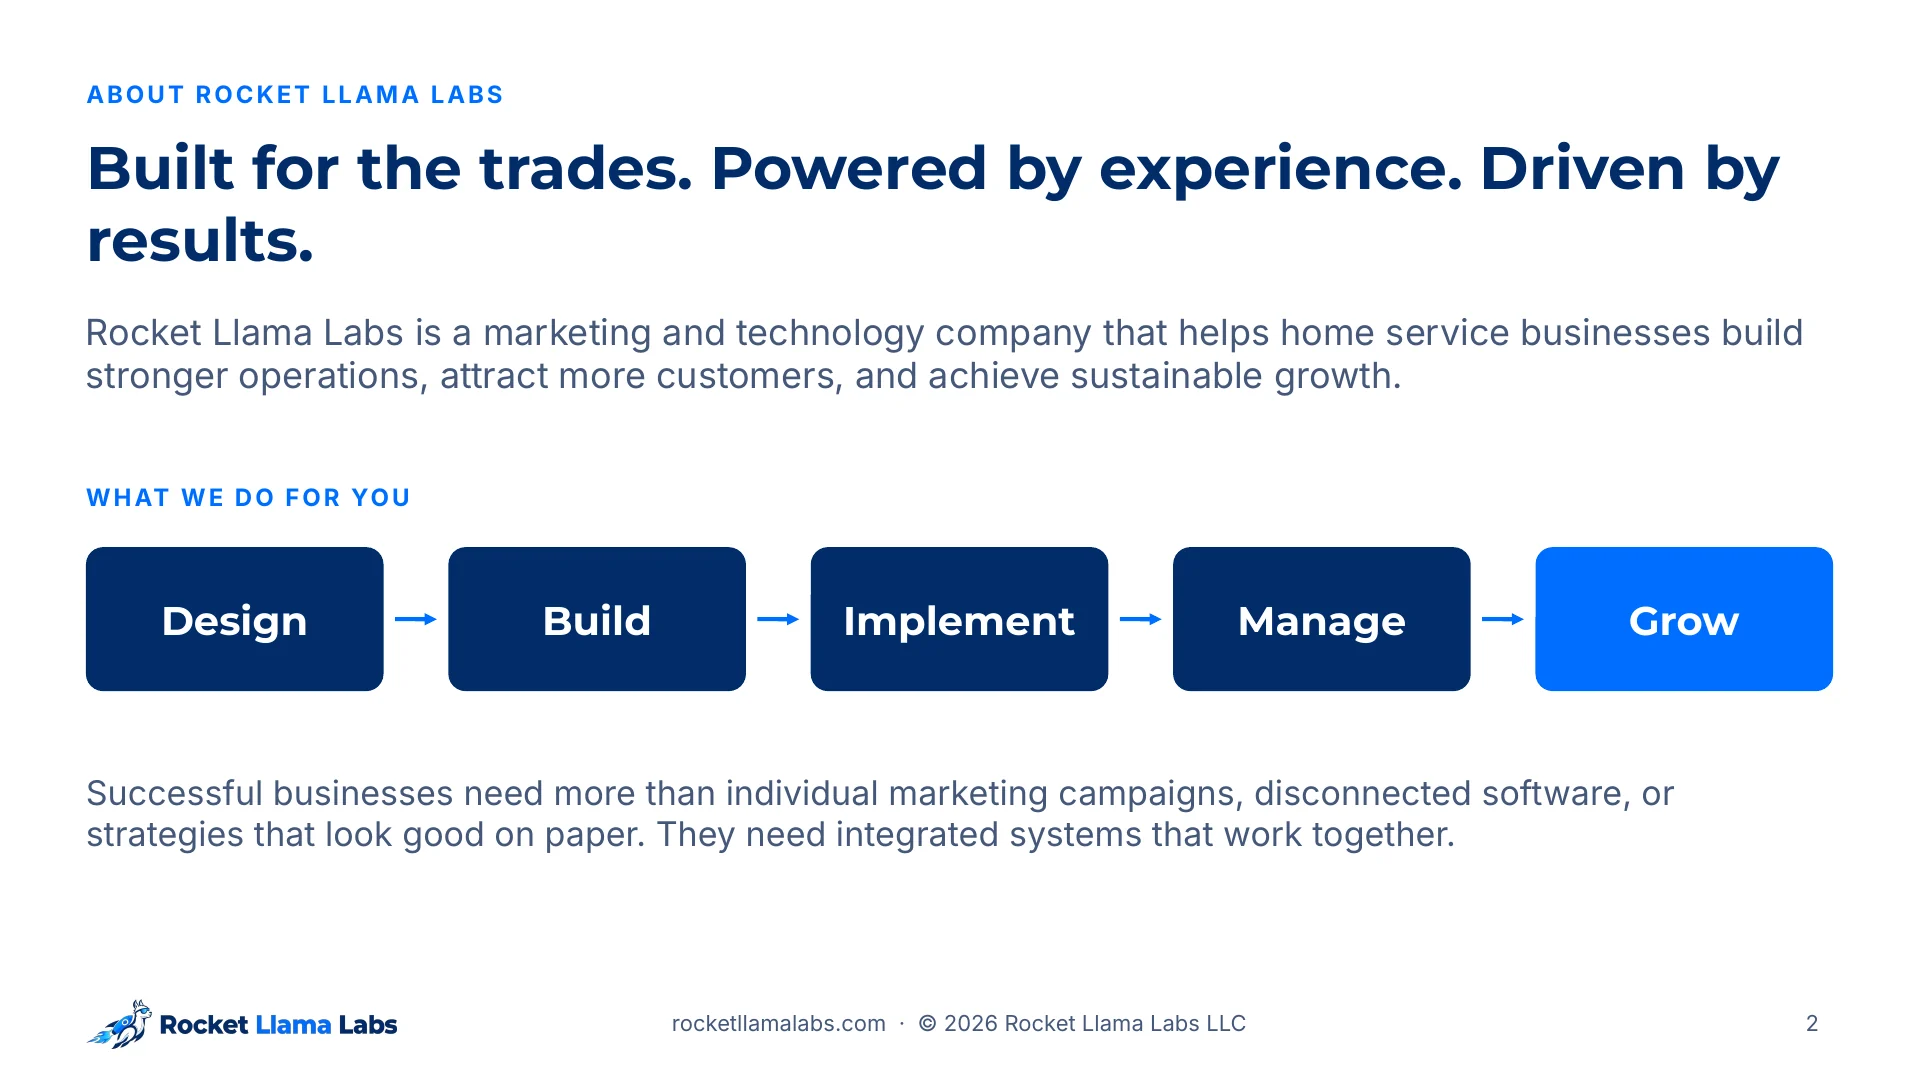 ABOUT ROCKET LLAMA LABS
Built for the trades. Powered by experience. Driven by
results.
Rocket Llama Labs is a marketing and technology company that helps home service businesses build
stronger operations, attract more customers, and achieve sustainable growth.
WHAT WE DO FOR YOU
Design
Build
Implement
Manage
Grow
Successful businesses need more than individual marketing campaigns, disconnected software, or
strategies that look good on paper. They need integrated systems that work together.
Rocket Llama Labs
rocketllamalabs.com · © 2026 Rocket Llama Labs LLC
2